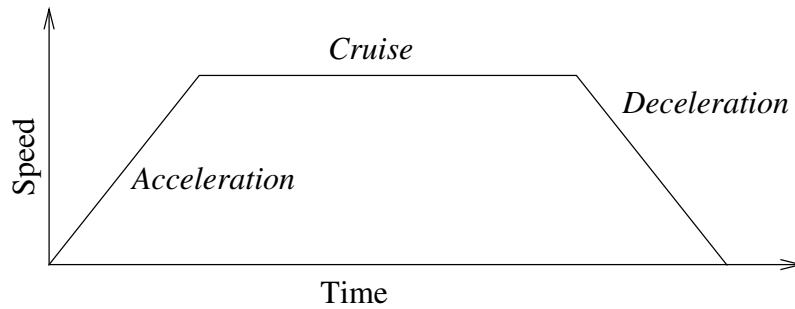 Cruise
Deceleration
Speed
Acceleration
Time